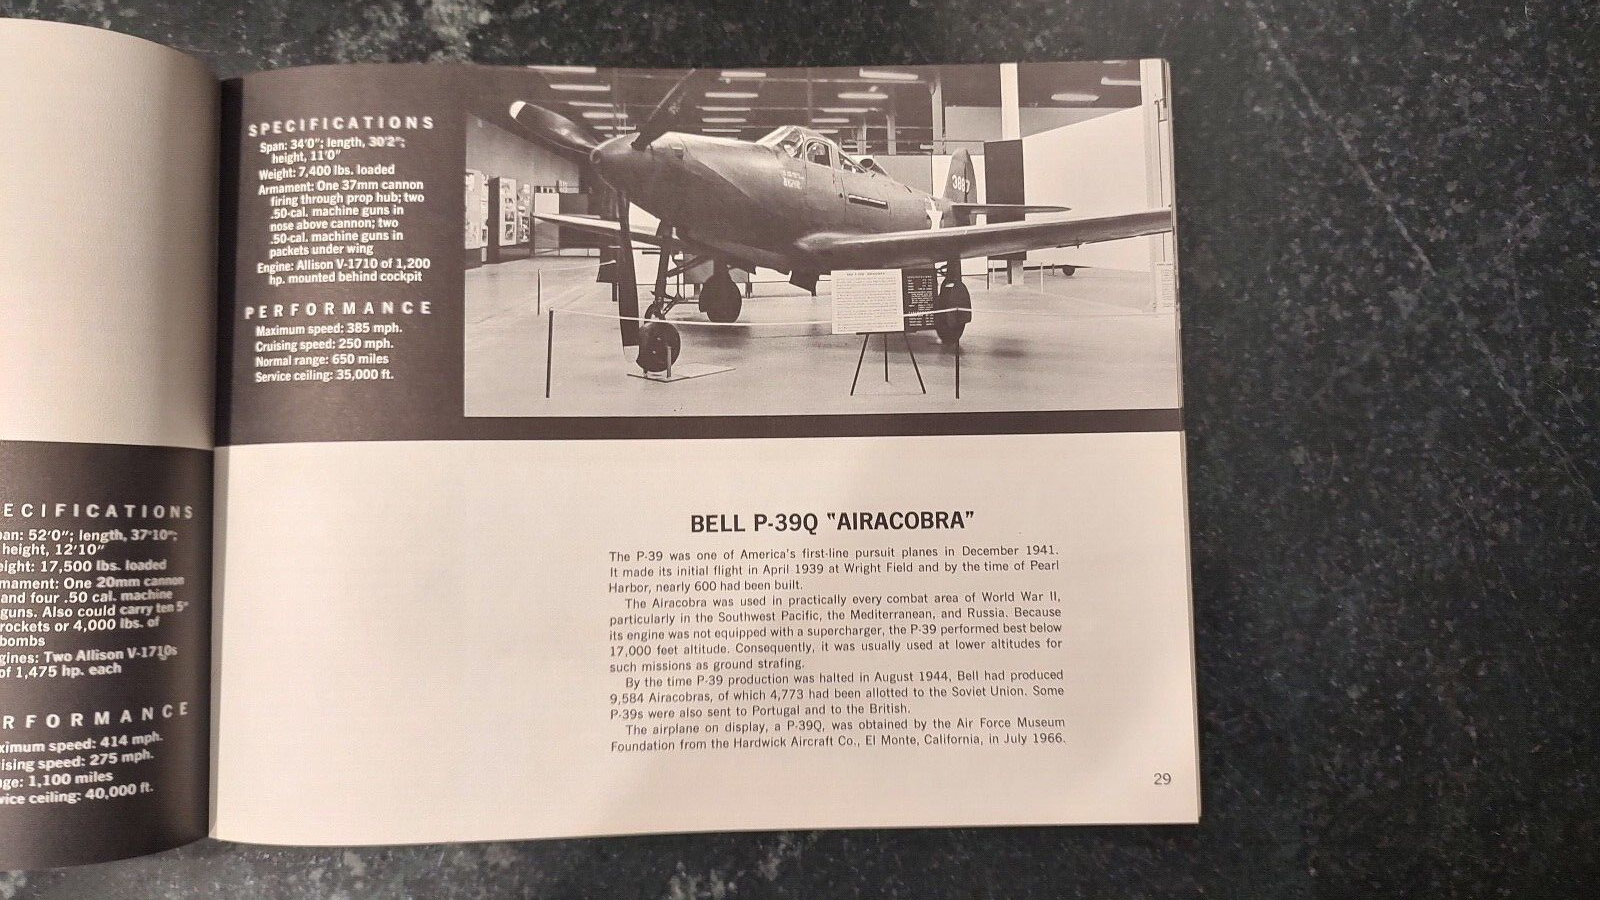 ECIFICATIONS
an: 52'0"; length, 37'10";
height, 12'10"
eight: 17,500 lbs. loaded
mament: One 20mm cannon
and four .50 cal. machine
guns. Also could carry ten 5"
rockets or 4,000 lbs. of
bombs
gines: Two Allison V-1710s
of 1,475 hp. each
RFORMANCE
ximum speed: 414 mph.
ising speed: 275 mph.
ge: 1,100 miles
vice ceiling: 40,000 ft.
SPECIFICATIONS
Span: 34'0"; length, 30'2";
height, 11'0"
Weight: 7,400 lbs. loaded
Armament: One 37mm cannon
firing through prop hub; two
.50-cal. machine guns in
nose above cannon; two
.50-cal. machine guns in
packets under wing
Engine: Allison V-1710 of 1,200
hp. mounted behind cockpit
PERFORMANCE
Maximum speed: 385 mph.
Cruising speed: 250 mph.
Normal range: 650 miles
Service ceiling: 35,000 ft.
BELL P-39Q "AIRACOBRA"
The P-39 was one of America's first-line pursuit planes in December 1941.
It made its initial flight in April 1939 at Wright Field and by the time of Pearl
Harbor, nearly 600 had been built.
The Airacobra was used in practically every combat area of World War II,
particularly in the Southwest Pacific, the Mediterranean, and Russia. Because
its engine was not equipped with a supercharger, the P-39 performed best below
17,000 feet altitude. Consequently, it was usually used at lower altitudes for
such missions as ground strafing.
By the time P-39 production was halted in August 1944, Bell had produced
9,584 Airacobras, of which 4,773 had been allotted to the Soviet Union. Some
P-39s were also sent to Portugal and to the British.
The airplane on display, a P-39Q, was obtained by the Air Force Museum
Foundation from the Hardwick Aircraft Co., El Monte, California, in July 1966.
29